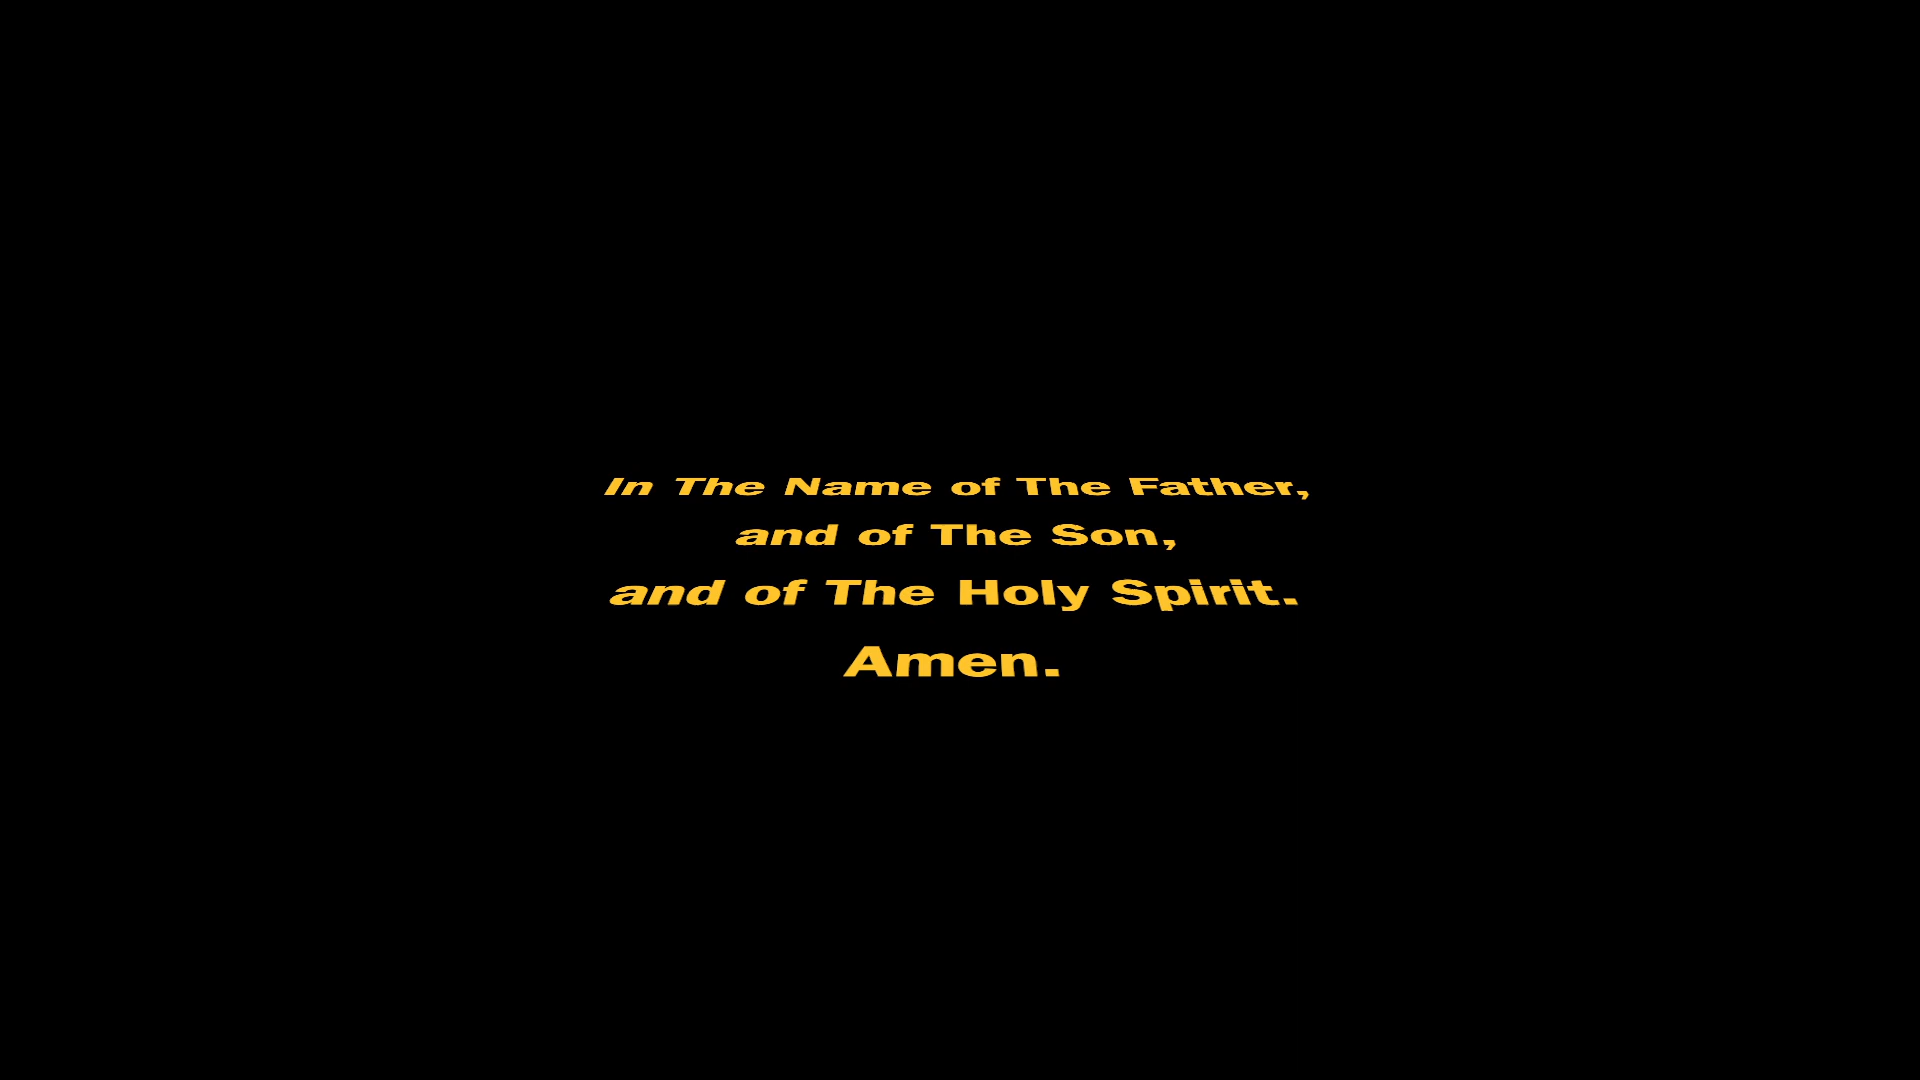 In The Name of The Father,
and of The Son,
and of The Holy Spirit.
Amen.